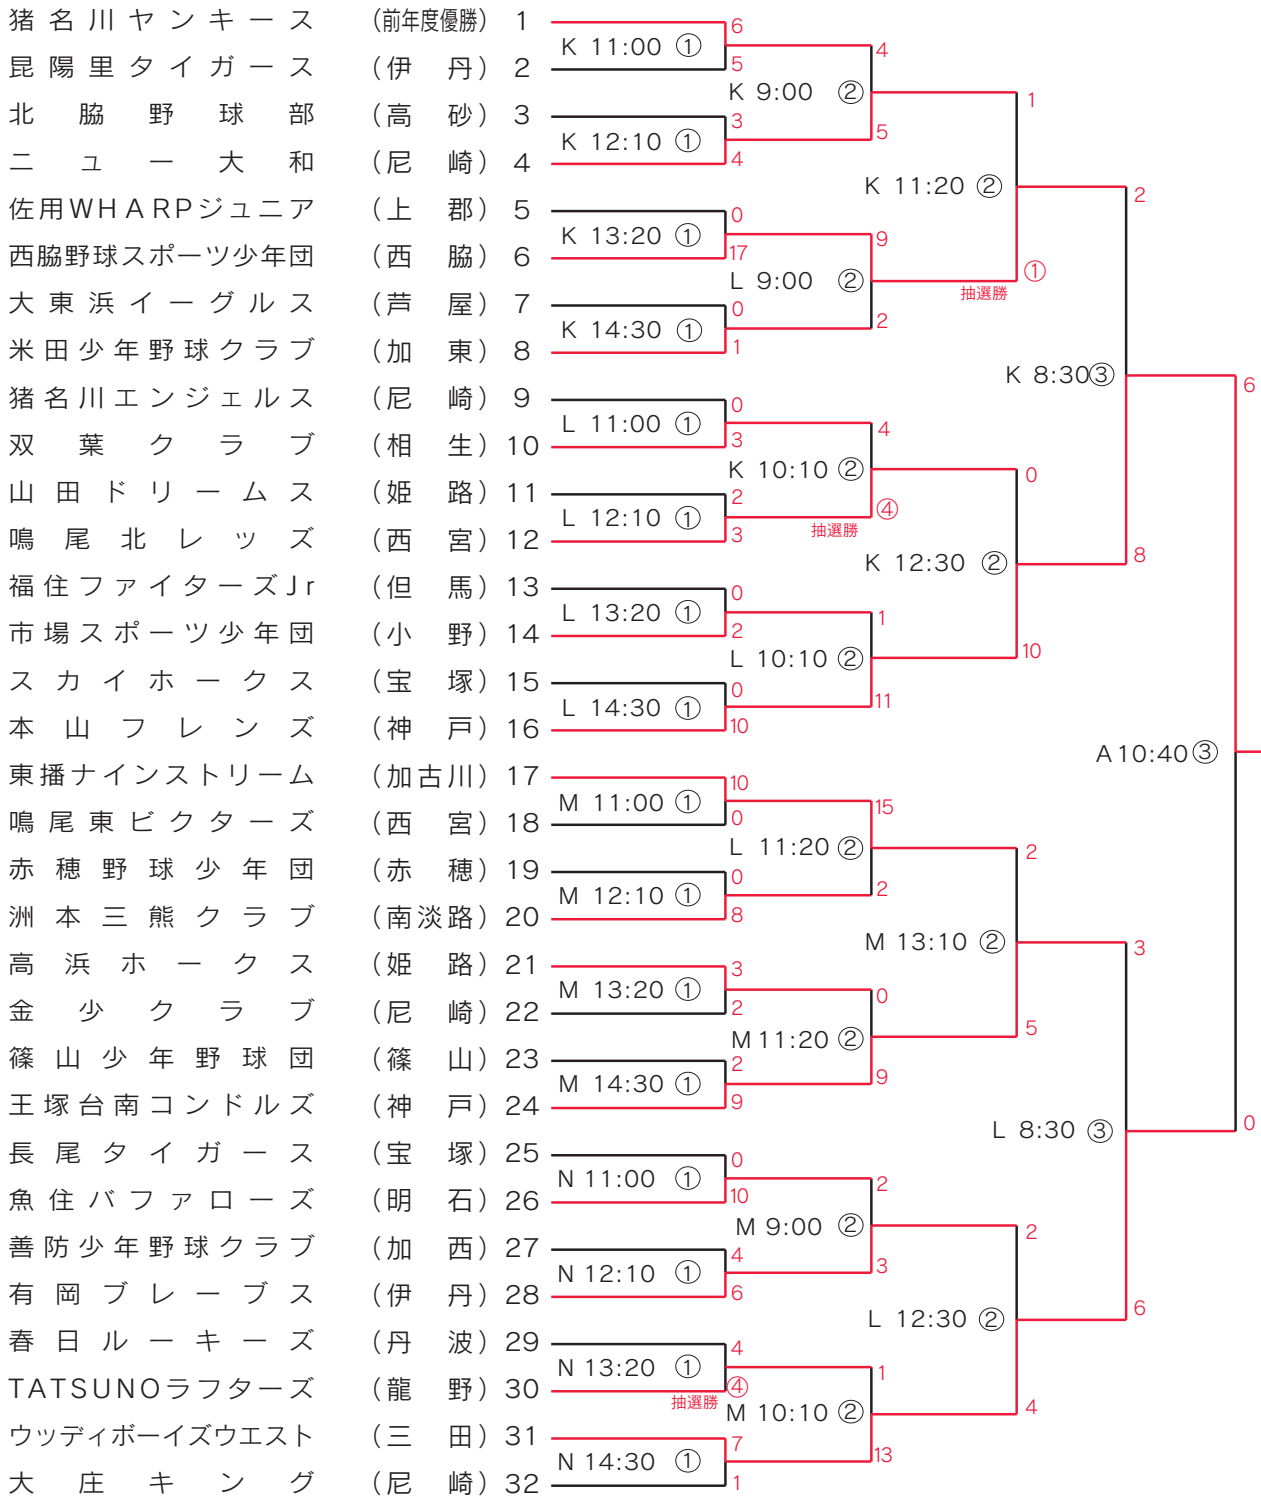 猪名川ヤンキース (前年度優勝) 1
昆陽里タイガース (伊丹) 2
北脇野球部 (高砂) 3
ニュー大和 (尼崎) 4
佐用WHARPジュニア (上郡) 5
西脇野球スポーツ少年団 (西脇) 6
大東浜イーグルス (芦屋) 7
米田少年野球クラブ (加東) 8
猪名川エンジェルス (尼崎) 9
双葉クラブ (相生) 10
山田ドリームス (姫路) 11
鳴尾北レッズ (西宮) 12
福住ファイターズJr (但馬) 13
市場スポーツ少年団 (小野) 14
スカイホークス (宝塚) 15
本山フレンズ (神戸) 16
東播ナインストリーム (加古川) 17
鳴尾東ビクターズ (西宮) 18
赤穂野球少年団 (赤穂) 19
洲本三熊クラブ (南淡路) 20
高浜ホークス (姫路) 21
金少クラブ (尼崎) 22
篠山少年野球団 (篠山) 23
王塚台南コンドルズ (神戸) 24
長尾タイガース (宝塚) 25
魚住バファローズ (明石) 26
善防少年野球クラブ (加西) 27
有岡ブレーブス (伊丹) 28
春日ルーキーズ (丹波) 29
TATSUNOラフターズ (龍野) 30
ウッディボーイズウエスト (三田) 31
大庄キング (尼崎) 32
6
K 11:00 ①
5
3
K 12:10 ①
4
0
K 13:20 ①
17
0
K 14:30 ①
1
0
L 11:00 ①
3
2
L 12:10 ①
3
0
L 13:20 ①
2
0
L 14:30 ①
10
10
M 11:00 ①
0
0
M 12:10 ①
8
3
M 13:20 ①
2
2
M 14:30 ①
9
0
N 11:00 ①
10
4
N 12:10 ①
6
4
N 13:20 ①
④
抽選勝
7
N 14:30 ①
1
4
K 9:00 ②
5
9
L 9:00 ②
2
4
K 10:10 ②
④
抽選勝
1
L 10:10 ②
11
15
L 11:20 ②
2
0
M 11:20 ②
9
2
M 9:00 ②
3
1
M 10:10 ②
13
1
K 11:20 ②
①
抽選勝
0
K 12:30 ②
10
2
M 13:10 ②
5
2
L 12:30 ②
4
2
K 8:30③
8
3
L 8:30 ③
6
6
A10:40③
0